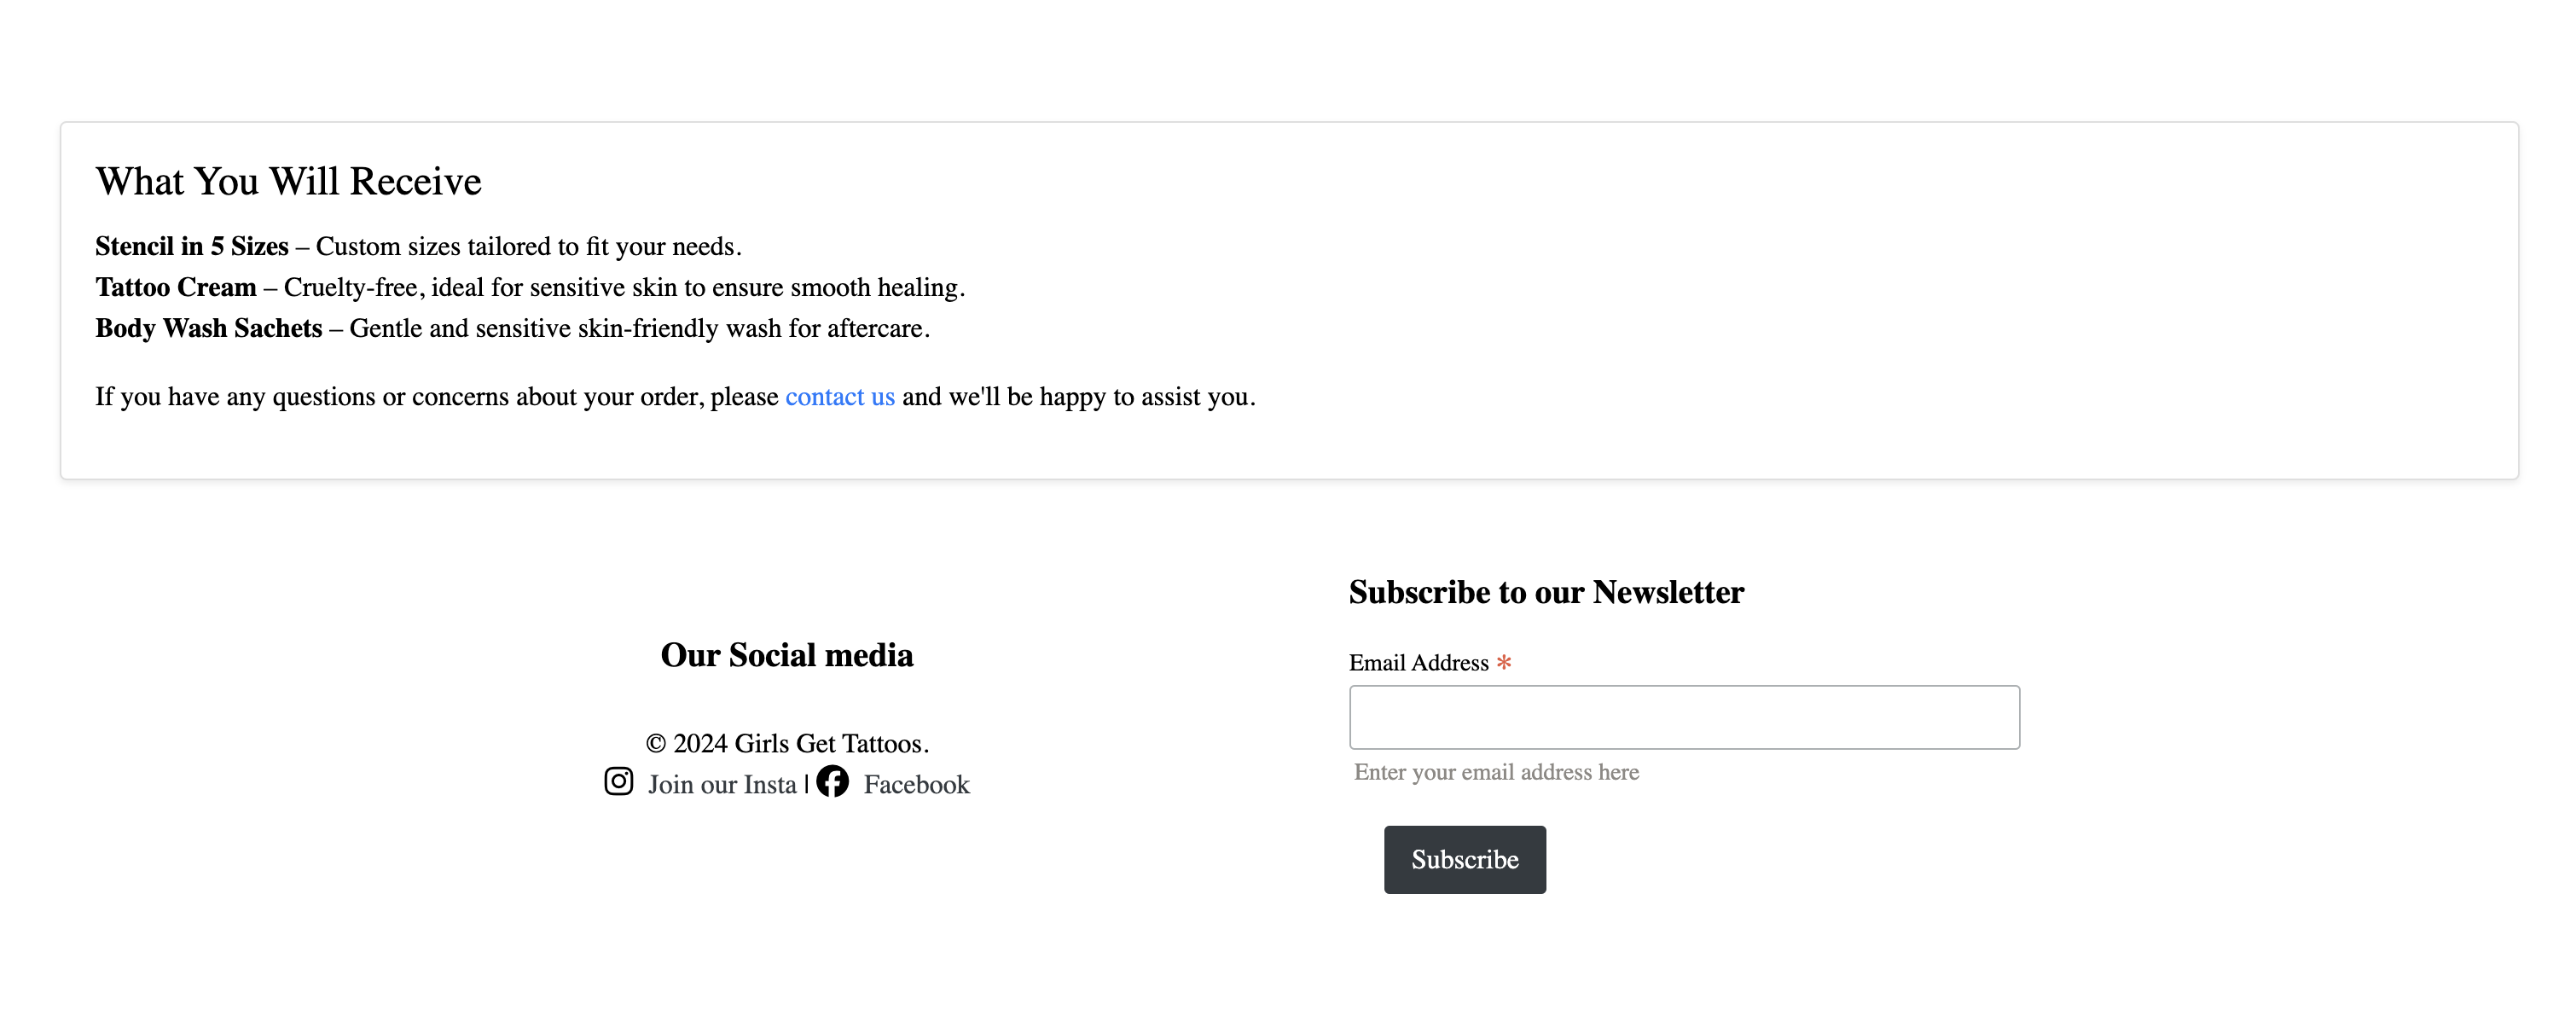 What You Will Receive
Stencil in 5 Sizes – Custom sizes tailored to fit your needs.
Tattoo Cream – Cruelty-free, ideal for sensitive skin to ensure smooth healing.
Body Wash Sachets – Gentle and sensitive skin-friendly wash for aftercare.
If you have any questions or concerns about your order, please contact us and we'll be happy to assist you.
Our Social media
© 2024 Girls Get Tattoos.
Join our Insta | Facebook
Subscribe to our Newsletter
Email Address *
Enter your email address here
Subscribe